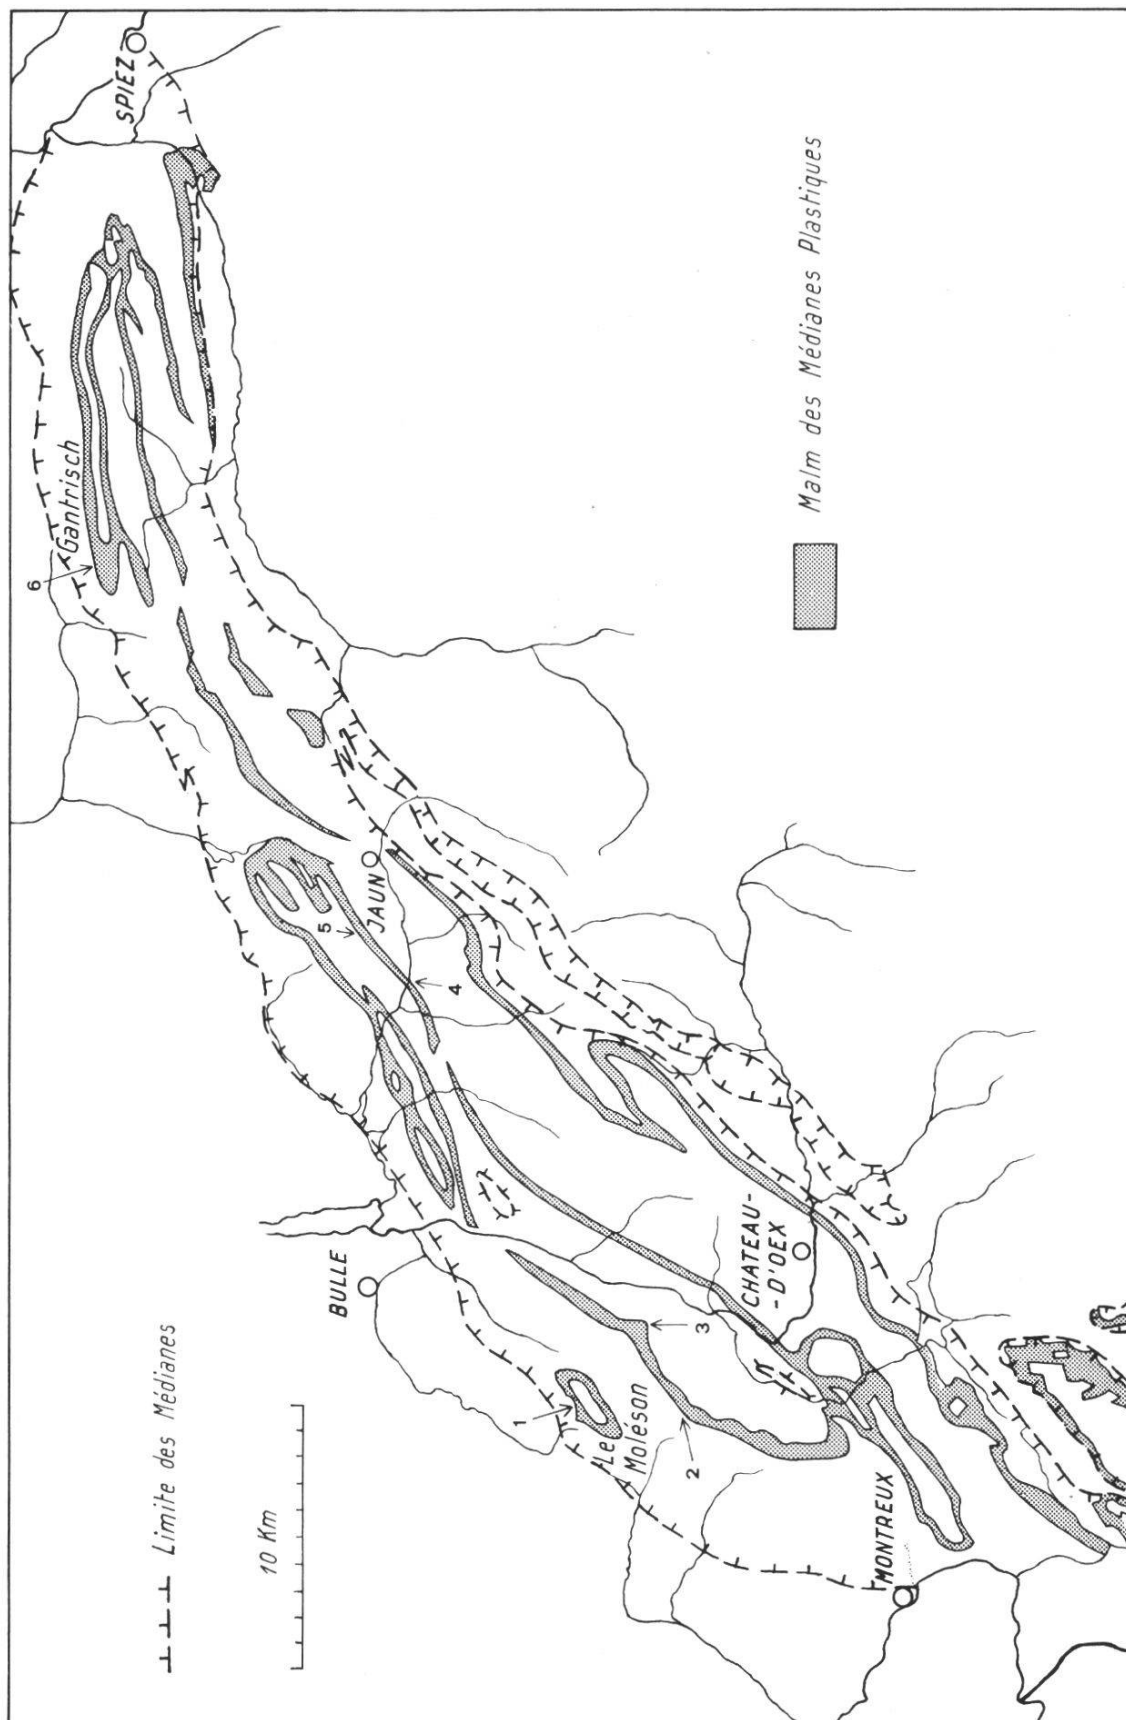 Limite des Médianes
10 Km
SPIEZ
Gantrisch
6
Malm des Médianes Plastiques
JAUN
5
4
BULLE
CHATEAU-
-D'OEX
3
1
Le
Moléson
2
MONTREUX